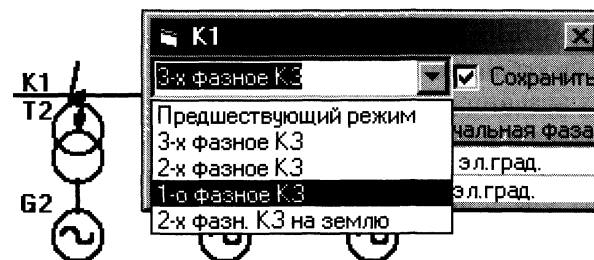 K1
K1
3-х фазное КЗ
Сохранить
T2
Предшествующий режим
чальная фаза
3-х фазное КЗ
2-х фазное КЗ
эл.град.
1-о фазное КЗ
эл.град.
G2
2-х фазн. КЗ на землю